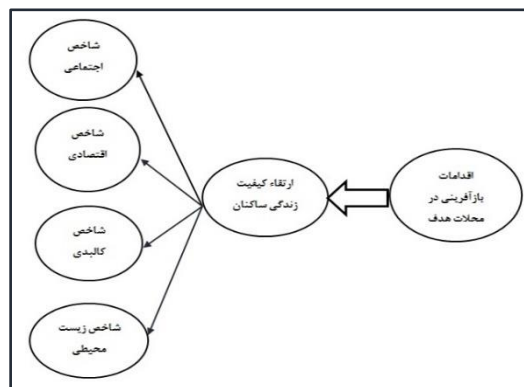 اقدامات
بازآفرینی در
محلات هدف
ارتقاء کیفیت
زندگی ساکنان
شاخص
اجتماعی
شاخص
اقتصادی
شاخص
کالبدی
شاخص زیست
محیطی